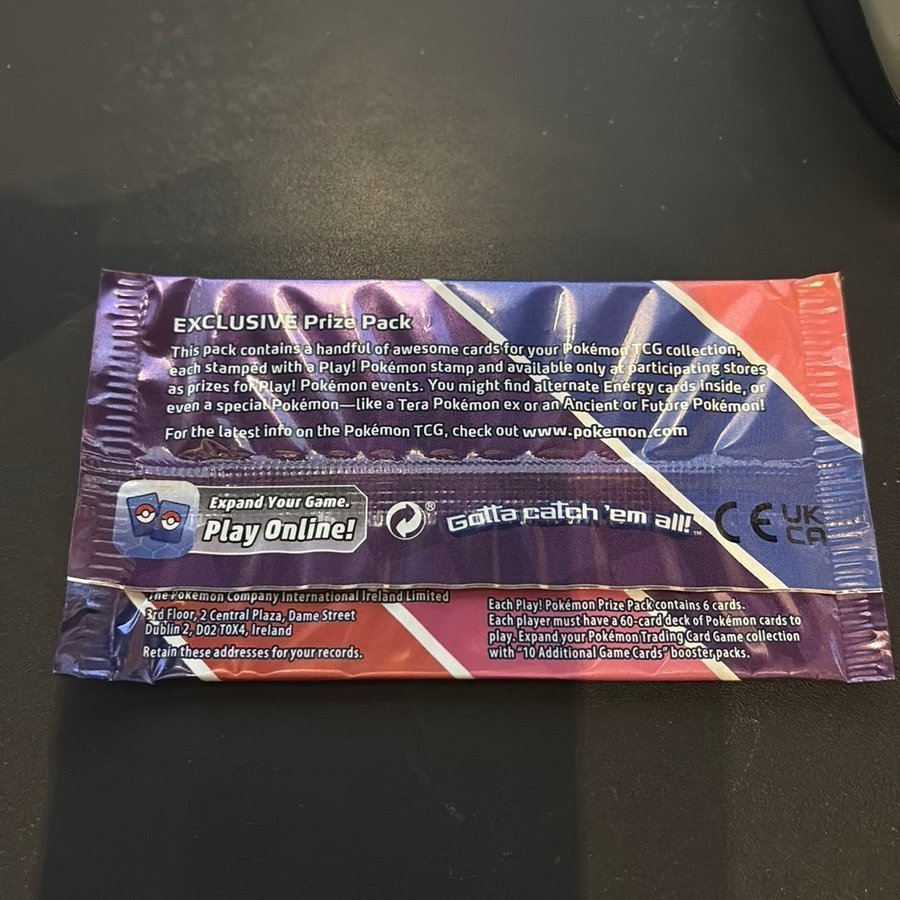 EXCLUSIVE Prize Pack
This pack contains a handful of awesome cards for your Pokémon TCG collection,
each stamped with a Play! Pokémon stamp and available only at participating stores
as prizes for Play! Pokémon events. You might find alternate Energy cards inside, or
even a special Pokémon—like a Tera Pokémon ex or an Ancient or Future Pokémon!
For the latest info on the Pokémon TCG, check out www.pokemon.com
Expand Your Game.
Play Online!
®
Gotta catch 'em all!™
CE
UK
CA
The Pokémon Company International Ireland Limited
3rd Floor, 2 Central Plaza, Dame Street
Dublin 2, D02 T0X4, Ireland
Retain these addresses for your records.
Each Play! Pokémon Prize Pack contains 6 cards.
Each player must have a 60-card deck of Pokémon cards to
play. Expand your Pokémon Trading Card Game collection
with "10 Additional Game Cards" booster packs.